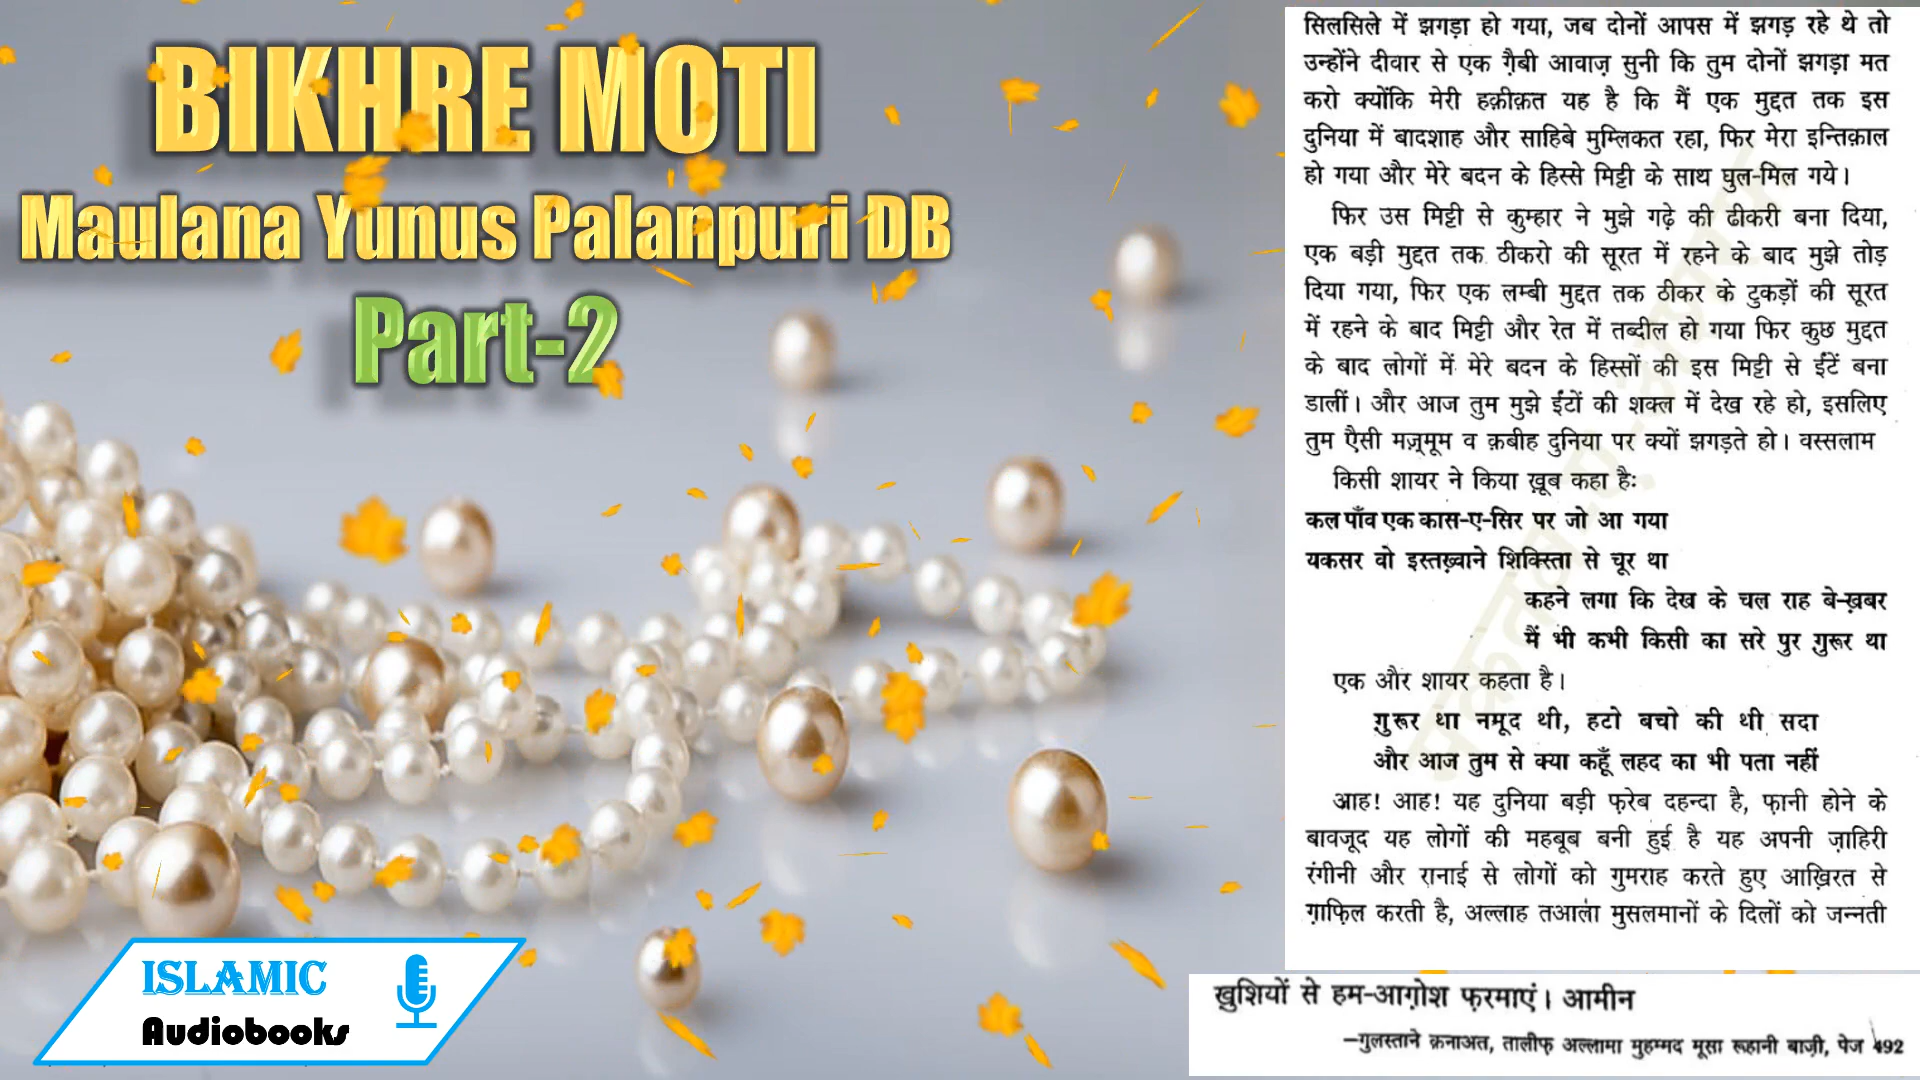 BIKHRE MOTI
Maulana Yunus Palanpuri DB
Part-2
ISLAMIC
Audiobooks
सिलसिले में झगड़ा हो गया, जब दोनों आपस में झगड़ रहे थे तो
उन्होंने दीवार से एक ग़ैबी आवाज़ सुनी कि तुम दोनों झगड़ा मत
करो क्योंकि मेरी हक़ीक़त यह है कि मैं एक मुद्दत तक इस
दुनिया में बादशाह और साहिबे मुम्लिकत रहा, फिर मेरा इन्तिक़ाल
हो गया और मेरे बदन के हिस्से मिट्टी के साथ घुल-मिल गये।
फिर उस मिट्टी से कुम्हार ने मुझे गढ़े की ढीकरी बना दिया,
एक बड़ी मुद्दत तक ठीकरो की सूरत में रहने के बाद मुझे तोड़
दिया गया, फिर एक लम्बी मुद्दत तक ठीकर के टुकड़ों की सूरत
में रहने के बाद मिट्टी और रेत में तब्दील हो गया फिर कुछ मुद्दत
के बाद लोगों में मेरे बदन के हिस्सों की इस मिट्टी से ईंटें बना
डालीं। और आज तुम मुझे ईंटों की शक्ल में देख रहे हो, इसलिए
तुम ऐसी मज़्मूम व क़बीह दुनिया पर क्यों झगड़ते हो। वस्सलाम
किसी शायर ने किया ख़ूब कहा हैः
कल पाँव एक कास-ए-सिर पर जो आ गया
यकसर वो इस्तख़्वाने शिक्स्तिा से चूर था
कहने लगा कि देख के चल राह बे-ख़बर
मैं भी कभी किसी का सरे पुर ग़ुरूर था
एक और शायर कहता है।
ग़ुरूर था नमूद थी, हटो बचो की थी सदा
और आज तुम से क्या कहूँ लहद का भी पता नहीं
आह! आह! यह दुनिया बड़ी फ़रेब दहन्दा है, फ़ानी होने के
बावजूद यह लोगों की महबूब बनी हुई है यह अपनी ज़ाहिरी
रंगीनी और रानाई से लोगों को गुमराह करते हुए आख़िरत से
ग़ाफ़िल करती है, अल्लाह तआला मुसलमानों के दिलों को जन्नती
ख़ुशियों से हम-आग़ोश फ़रमाएं। आमीन
—गुलस्ताने क़नाअत, तालीफ़ अल्लामा मुहम्मद मूसा रूहानी बाज़ी, पेज 492